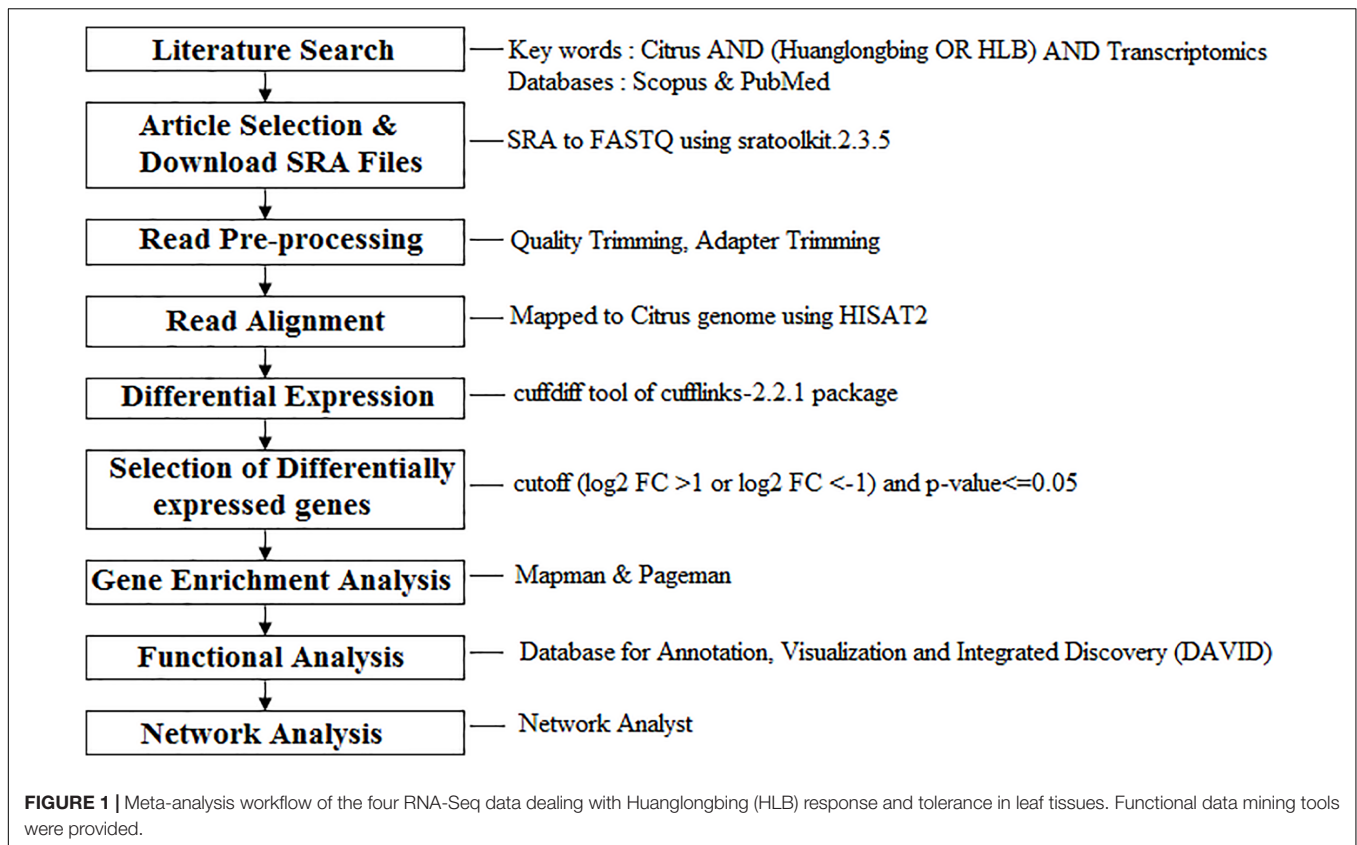 Literature Search
Key words : Citrus AND (Huanglongbing OR HLB) AND Transcriptomics
Databases : Scopus & PubMed
Article Selection &
Download SRA Files
SRA to FASTQ using sratoolkit.2.3.5
Read Pre-processing
Quality Trimming, Adapter Trimming
Read Alignment
Mapped to Citrus genome using HISAT2
Differential Expression
cuffdiff tool of cufflinks-2.2.1 package
Selection of Differentially
expressed genes
cutoff (log2 FC >1 or log2 FC <-1) and p-value<=0.05
Gene Enrichment Analysis
Mapman & Pageman
Functional Analysis
Database for Annotation, Visualization and Integrated Discovery (DAVID)
Network Analysis
Network Analyst
FIGURE 1 | Meta-analysis workflow of the four RNA-Seq data dealing with Huanglongbing (HLB) response and tolerance in leaf tissues. Functional data mining tools
were provided.